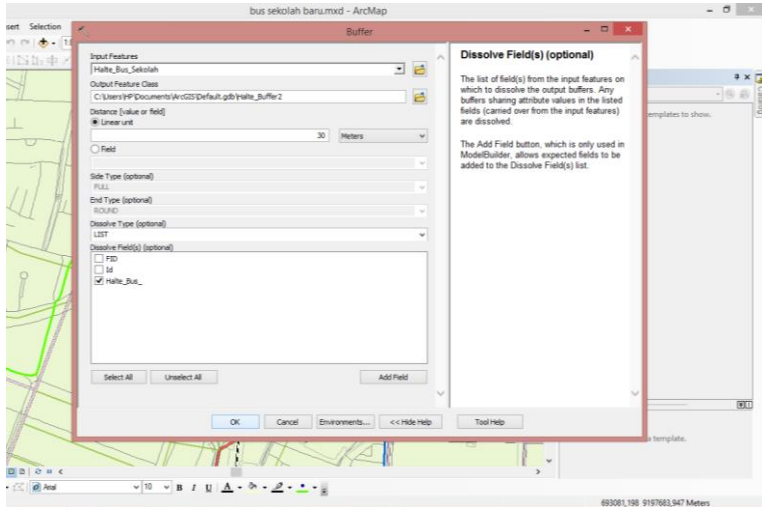 bus sekolah baru.mxd - ArcMap
sert Selection
Buffer
Input Features
Halte_Bus_Sekolah
Output Feature Class
C:\Users\HP\Documents\ArcGIS\Default.gdb\Halte_Buffer2
Distance [value or field]
Linear unit
30 Meters
Field
Side Type (optional)
FULL
End Type (optional)
ROUND
Dissolve Type (optional)
LIST
Dissolve Field(s) (optional)
FID
Id
Halte_Bus_
Select All Unselect All Add Field
OK Cancel Environments... << Hide Help Tool Help
Dissolve Field(s) (optional)
The list of field(s) from the input features on
which to dissolve the output buffers. Any
buffers sharing attribute values in the listed
fields (carried over from the input features)
are dissolved.
The Add Field button, which is only used in
ModelBuilder, allows expected fields to be
added to the Dissolve Field(s) list.
emplates to show.
a template.
Arial 10 B I U A
693081,198 9197683,947 Meters